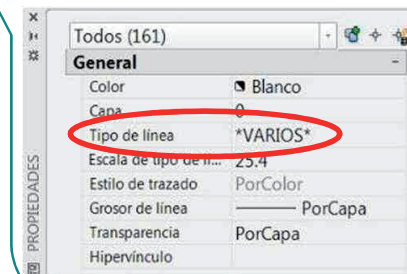 Todos (161)
General
Color Blanco
Capa 0
Tipo de línea *VARIOS*
Escala de tipo de lí... 25.4
Estilo de trazado PorColor
Grosor de línea PorCapa
Transparencia PorCapa
Hipervínculo
PROPIEDADES